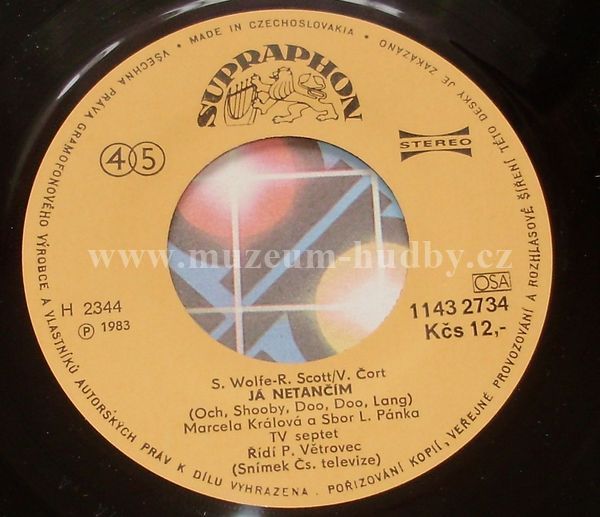 VŠECHNA PRÁVA GRAMOFONOVÉHO VÝROBCE A VLASTNÍKŮ AUTORSKÝCH PRÁV K DÍLU VYHRAZENA. POŘIZOVÁNÍ KOPIÍ, VEŘEJNÉ PROVOZOVÁNÍ A ROZHLASOVÉ ŠÍŘENÍ TÉTO DESKY JE ZAKÁZÁNO • MADE IN CZECHOSLOVAKIA •
SUPRAPHON
45
STEREO
www.muzeum-hudby.cz
OSA
H 2344
℗ 1983
1143 2734
Kčs 12,-
S. Wolfe-R. Scott/V. Čort
JÁ NETANČÍM
(Och, Shooby, Doo, Doo, Lang)
Marcela Králová a Sbor L. Pánka
TV septet
Řídí P. Větrovec
(Snímek Čs. televize)